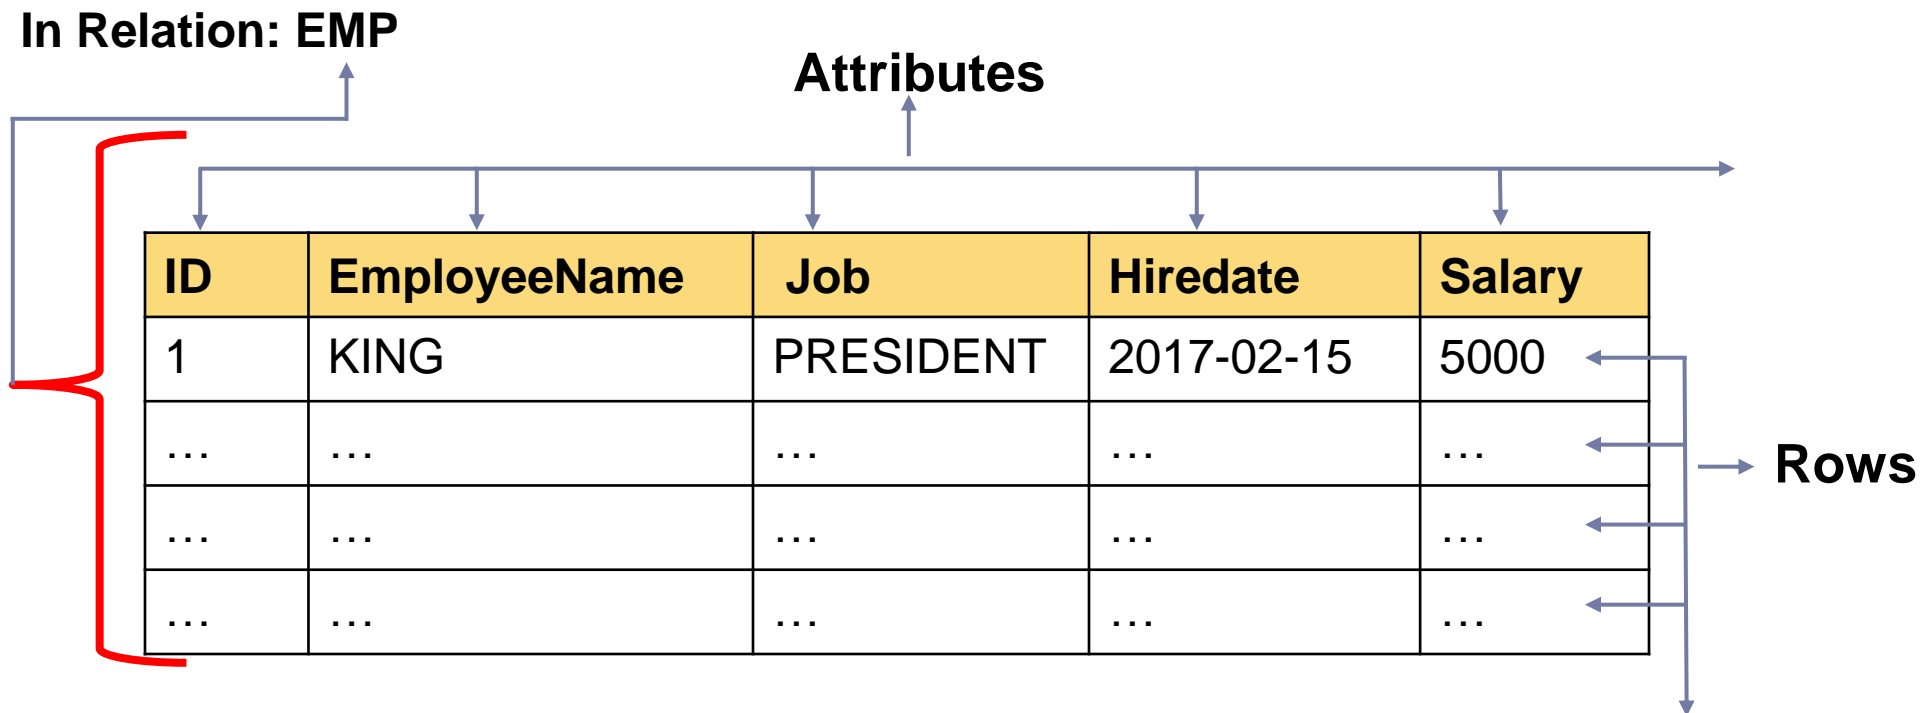 In Relation: EMP
Attributes
ID EmployeeName Job Hiredate Salary
1 KING PRESIDENT 2017-02-15 5000
… … … … …
Rows
… … … … …
… … … … …